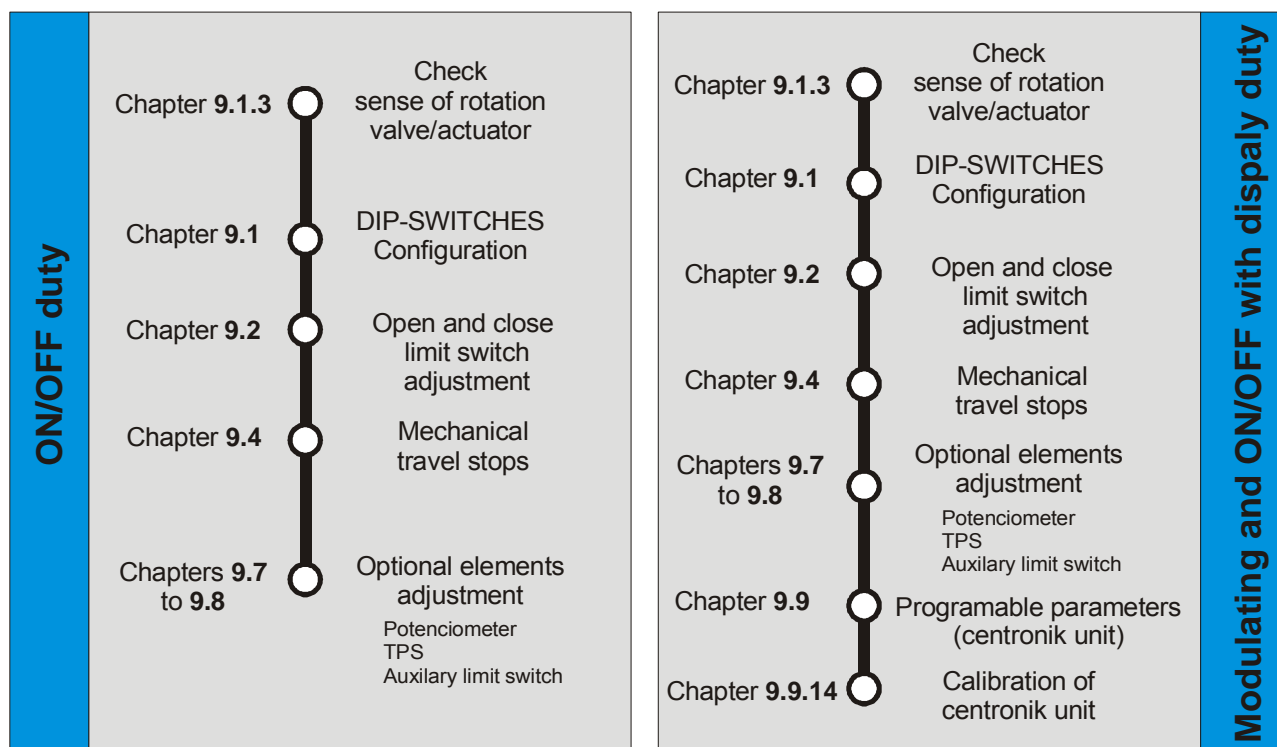 ON/OFF duty
Chapter 9.1.3
Check
sense of rotation
valve/actuator
Chapter 9.1
DIP-SWITCHES
Configuration
Chapter 9.2
Open and close
limit switch
adjustment
Chapter 9.4
Mechanical
travel stops
Chapters 9.7
to 9.8
Optional elements
adjustment
Potenciometer
TPS
Auxilary limit switch
Chapter 9.1.3
Check
sense of rotation
valve/actuator
Chapter 9.1
DIP-SWITCHES
Configuration
Chapter 9.2
Open and close
limit switch
adjustment
Chapter 9.4
Mechanical
travel stops
Chapters 9.7
to 9.8
Optional elements
adjustment
Potenciometer
TPS
Auxilary limit switch
Chapter 9.9
Programable parameters
(centronik unit)
Chapter 9.9.14
Calibration of
centronik unit
Modulating and ON/OFF with dispaly duty